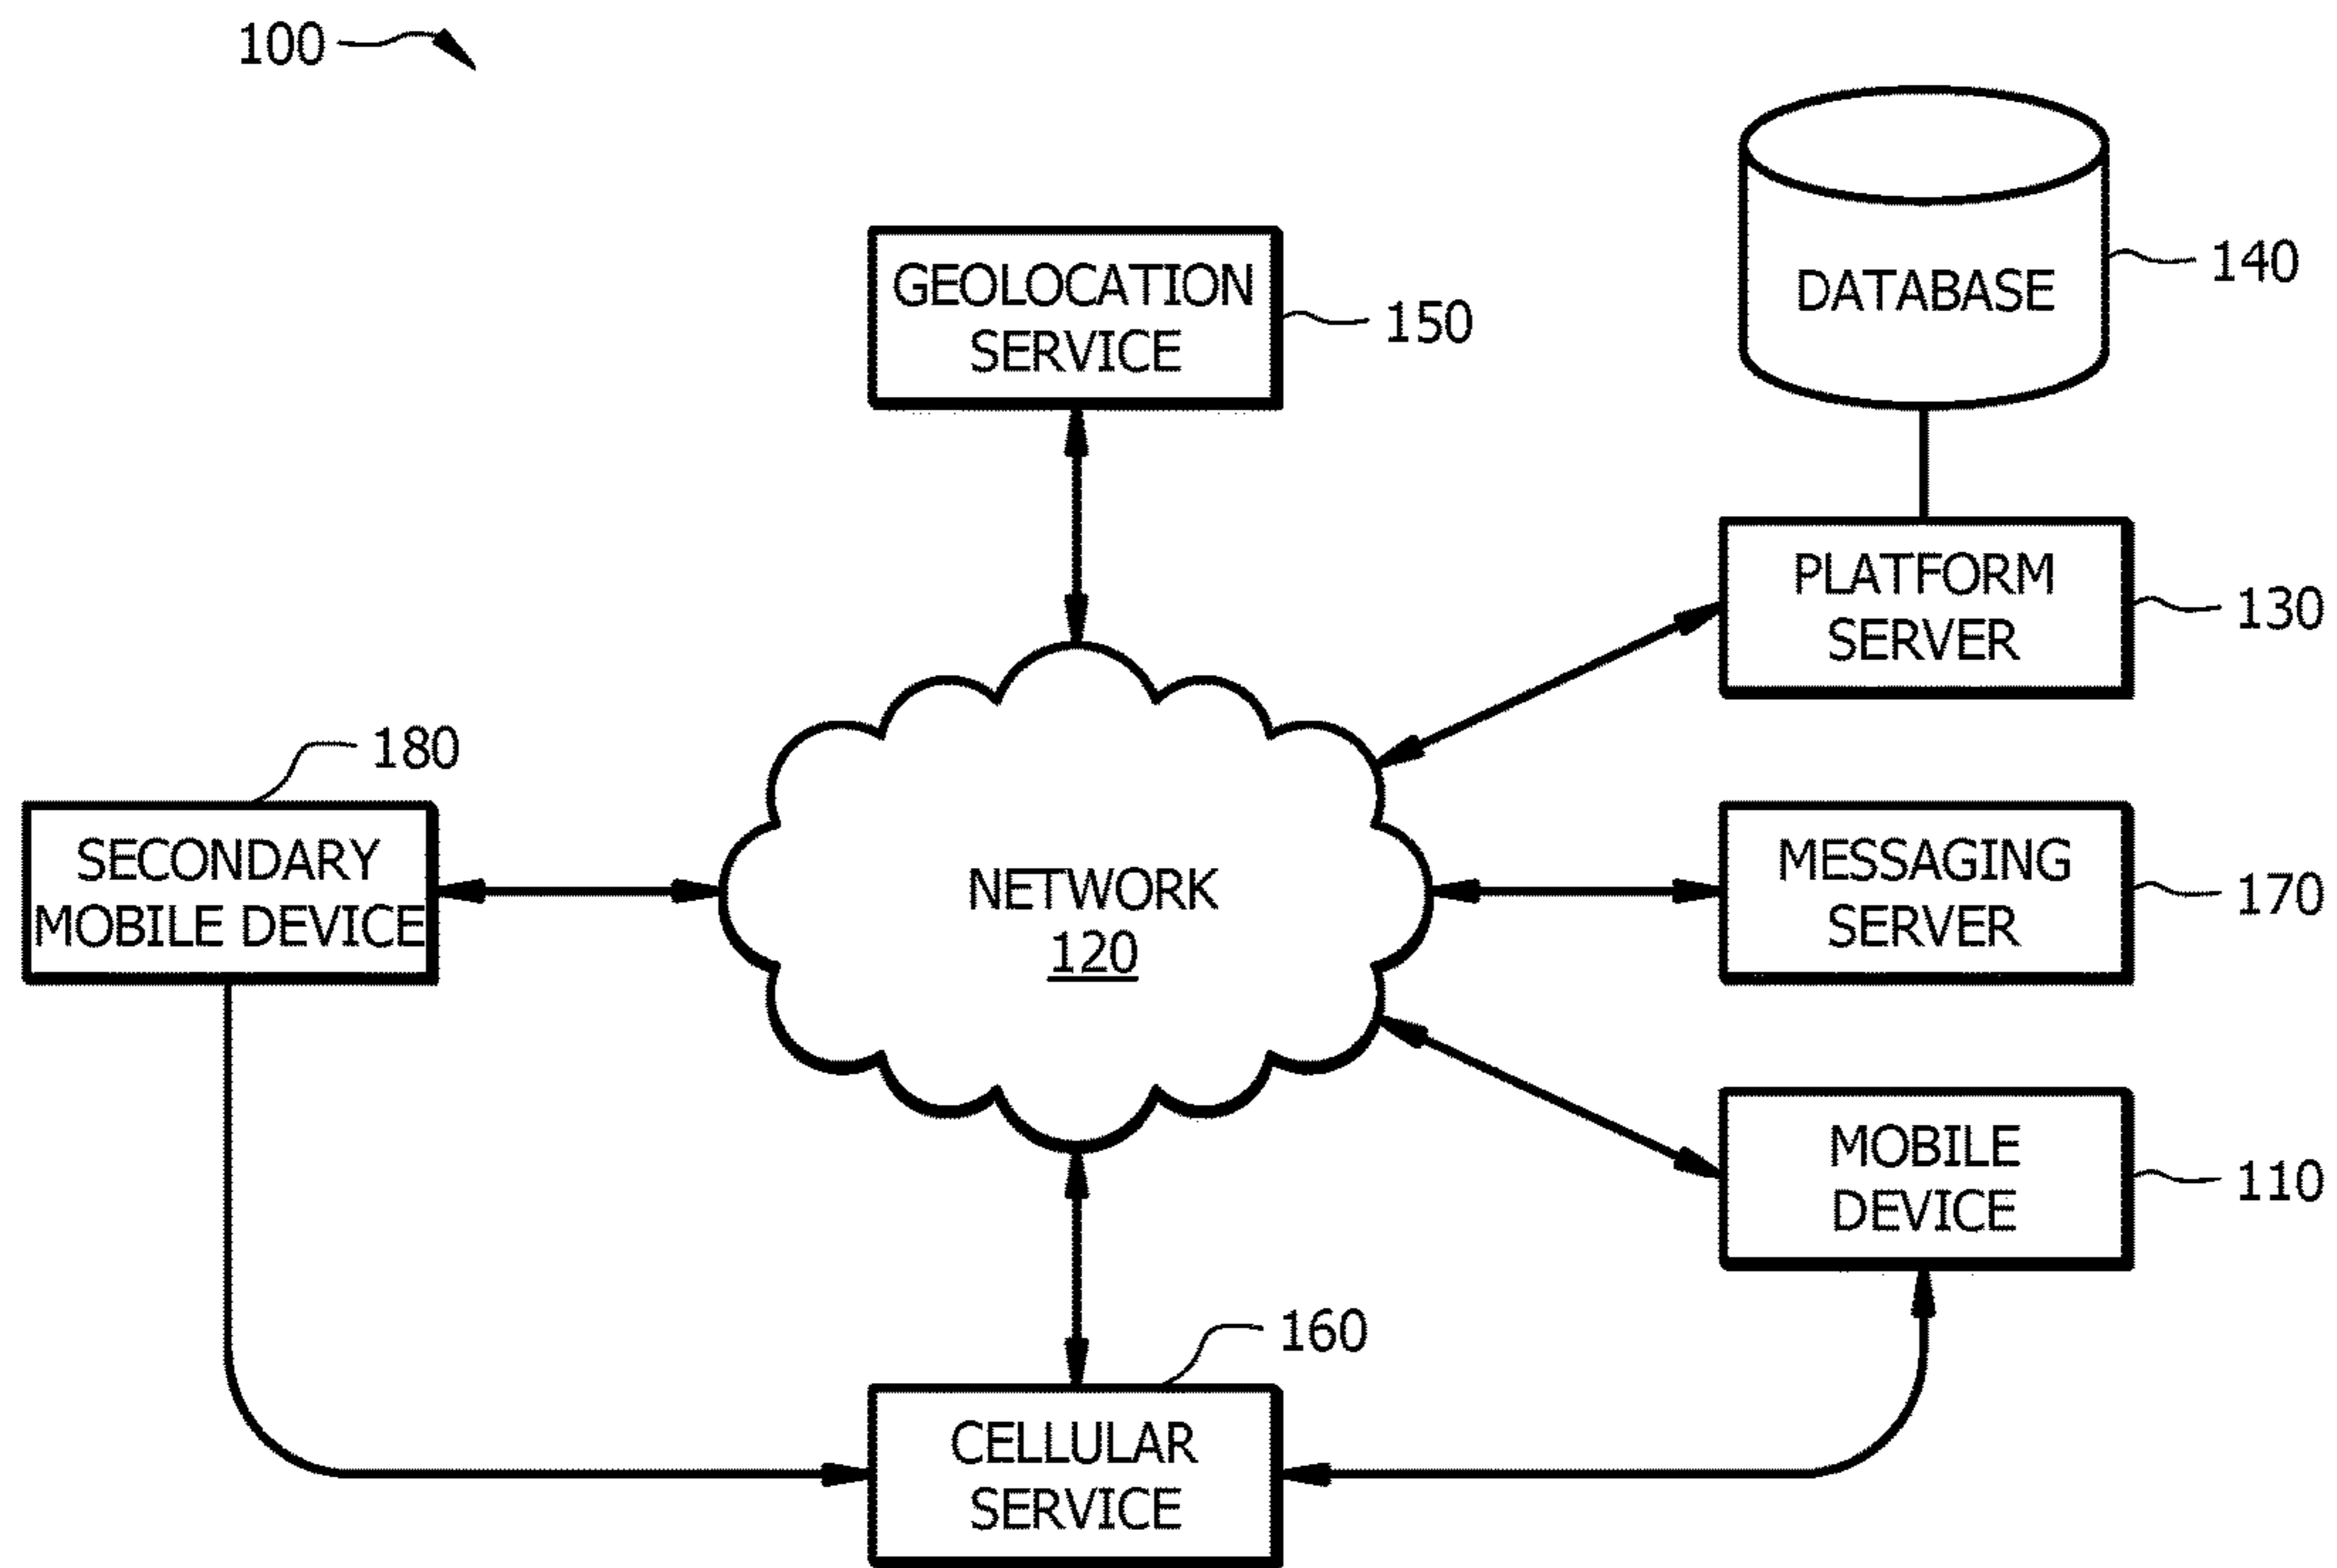 100
DATABASE
140
GEOLOCATION
SERVICE
150
PLATFORM
SERVER
130
180
SECONDARY
MOBILE DEVICE
NETWORK
120
MESSAGING
SERVER
170
MOBILE
DEVICE
110
160
CELLULAR
SERVICE